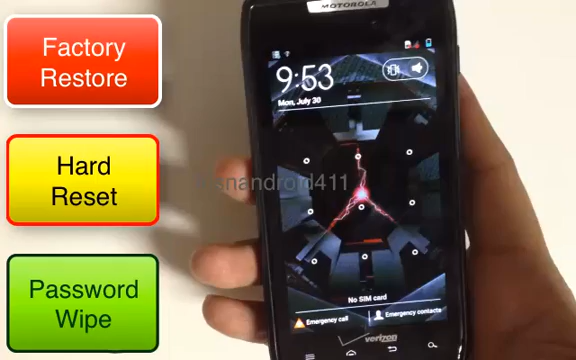 Factory
Restore
Hard
Reset
Password
Wipe
MOTOROLA
9:53
Mon, July 30
nandroid411
No SIM card
Emergency call
Emergency contacts
verizon